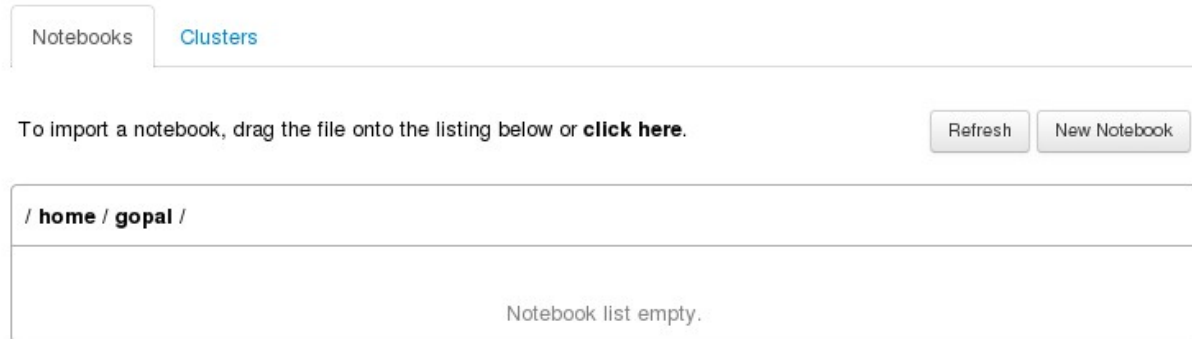 Notebooks Clusters
To import a notebook, drag the file onto the listing below or click here. Refresh New Notebook
/ home / gopal /
Notebook list empty.